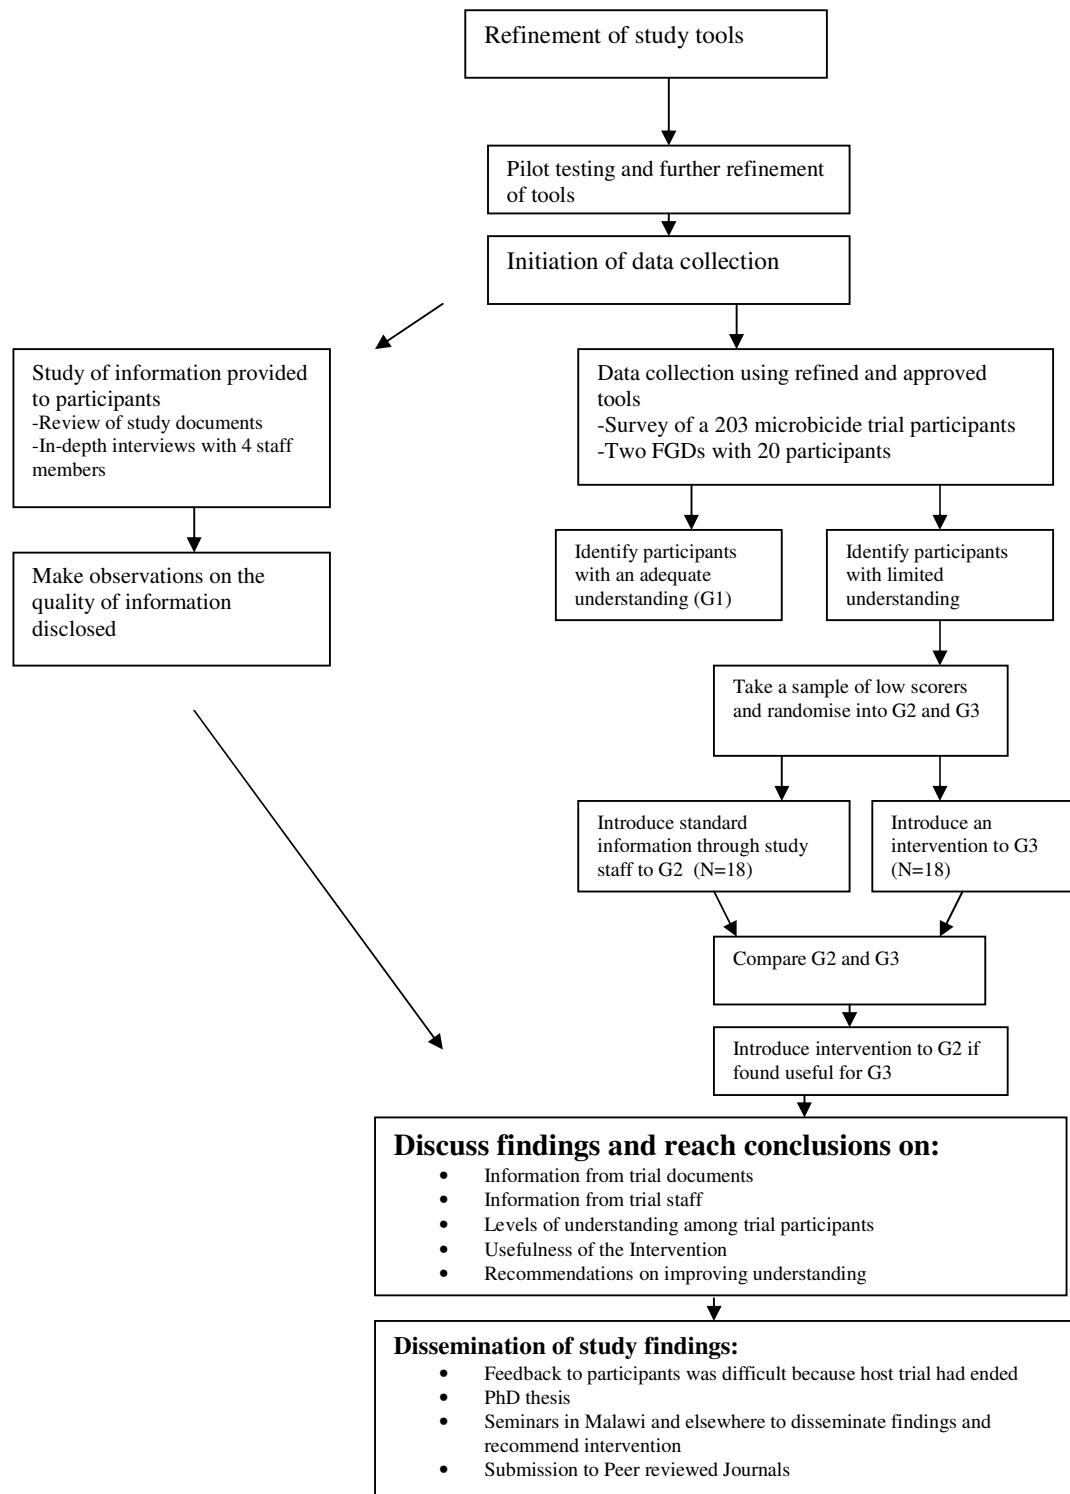 Refinement of study tools
Pilot testing and further refinement
of tools
Initiation of data collection
Study of information provided
to participants
-Review of study documents
-In-depth interviews with 4 staff
members
Data collection using refined and approved
tools
-Survey of a 203 microbicide trial participants
-Two FGDs with 20 participants
Make observations on the
quality of information
disclosed
Identify participants
with an adequate
understanding (G1)
Identify participants
with limited
understanding
Take a sample of low scorers
and randomise into G2 and G3
Introduce standard
information through study
staff to G2 (N=18)
Introduce an
intervention to G3
(N=18)
Compare G2 and G3
Introduce intervention to G2 if
found useful for G3
Discuss findings and reach conclusions on:
• Information from trial documents
• Information from trial staff
• Levels of understanding among trial participants
• Usefulness of the Intervention
• Recommendations on improving understanding
Dissemination of study findings:
• Feedback to participants was difficult because host trial had ended
• PhD thesis
• Seminars in Malawi and elsewhere to disseminate findings and
recommend intervention
• Submission to Peer reviewed Journals